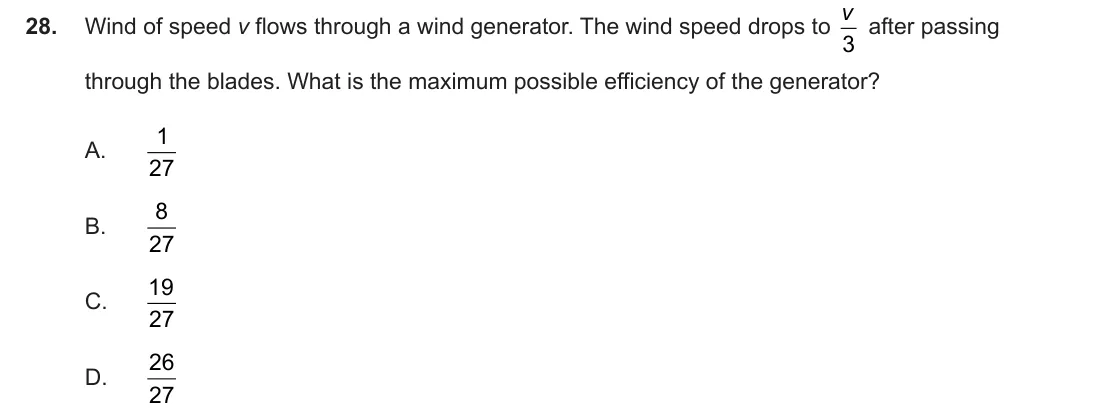 28. Wind of speed v flows through a wind generator. The wind speed drops to v/3 after passing
through the blades. What is the maximum possible efficiency of the generator?
A. 1/27
B. 8/27
C. 19/27
D. 26/27